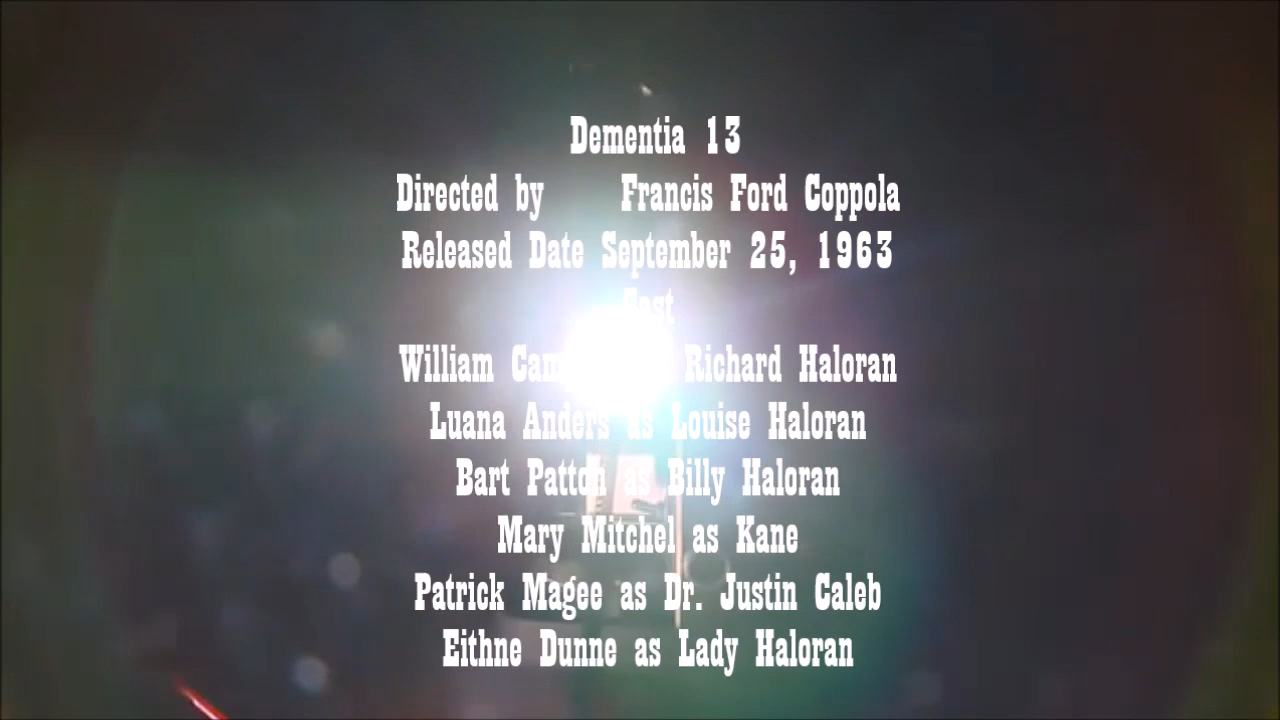 Dementia 13
Directed by Francis Ford Coppola
Released Date September 25, 1963
Cast
William Richard Haloran
Luana Anders as Louise Haloran
Bart Patton as Billy Haloran
Mary Mitchel as Kane
Patrick Magee as Dr. Justin Caleb
Eithne Dunne as Lady Haloran